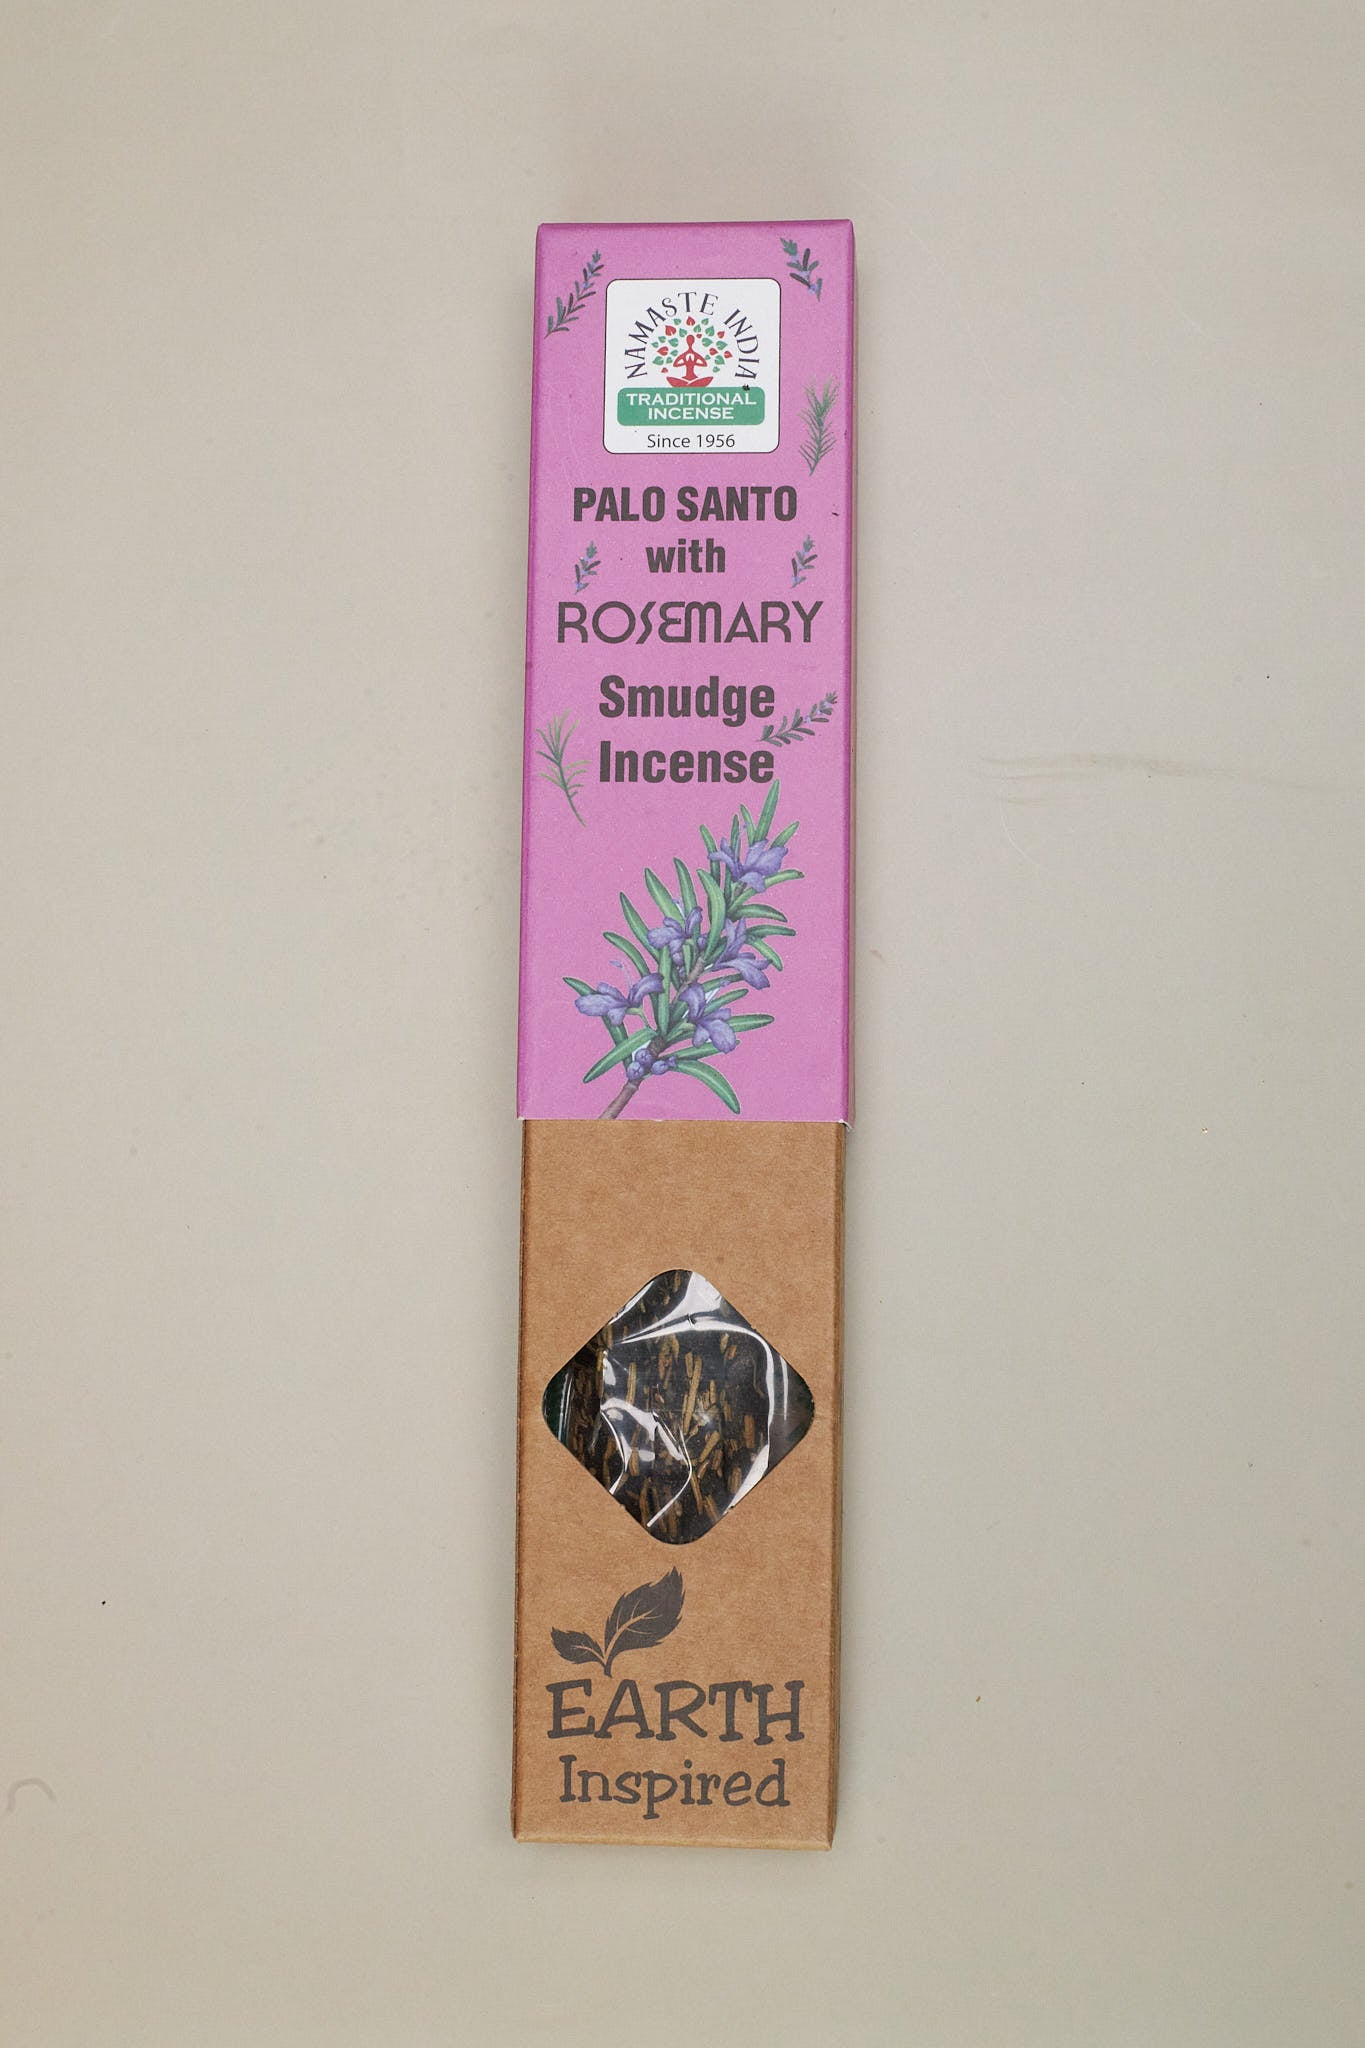 NAMASTE INDIA
TRADITIONAL
INCENSE
Since 1956
PALO SANTO
with
ROSEMARY
Smudge
Incense
EARTH
Inspired